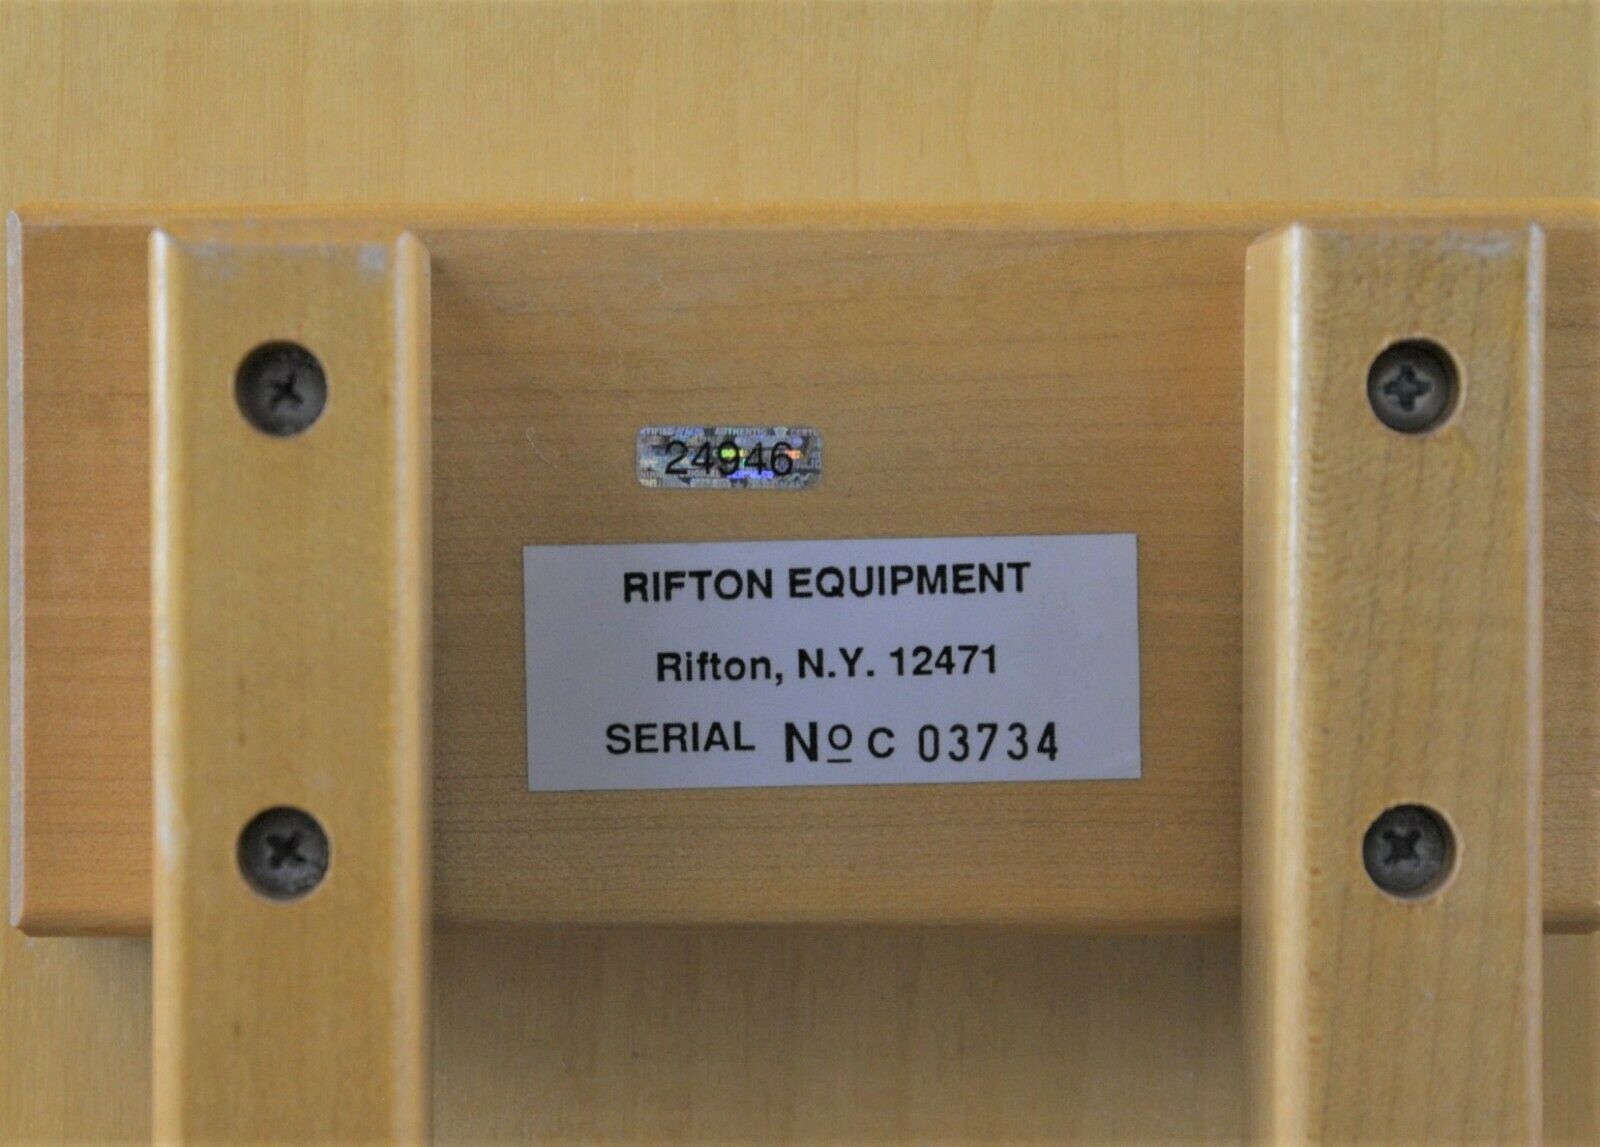 24946
RIFTON EQUIPMENT
Rifton, N.Y. 12471
SERIAL Nº C 03734